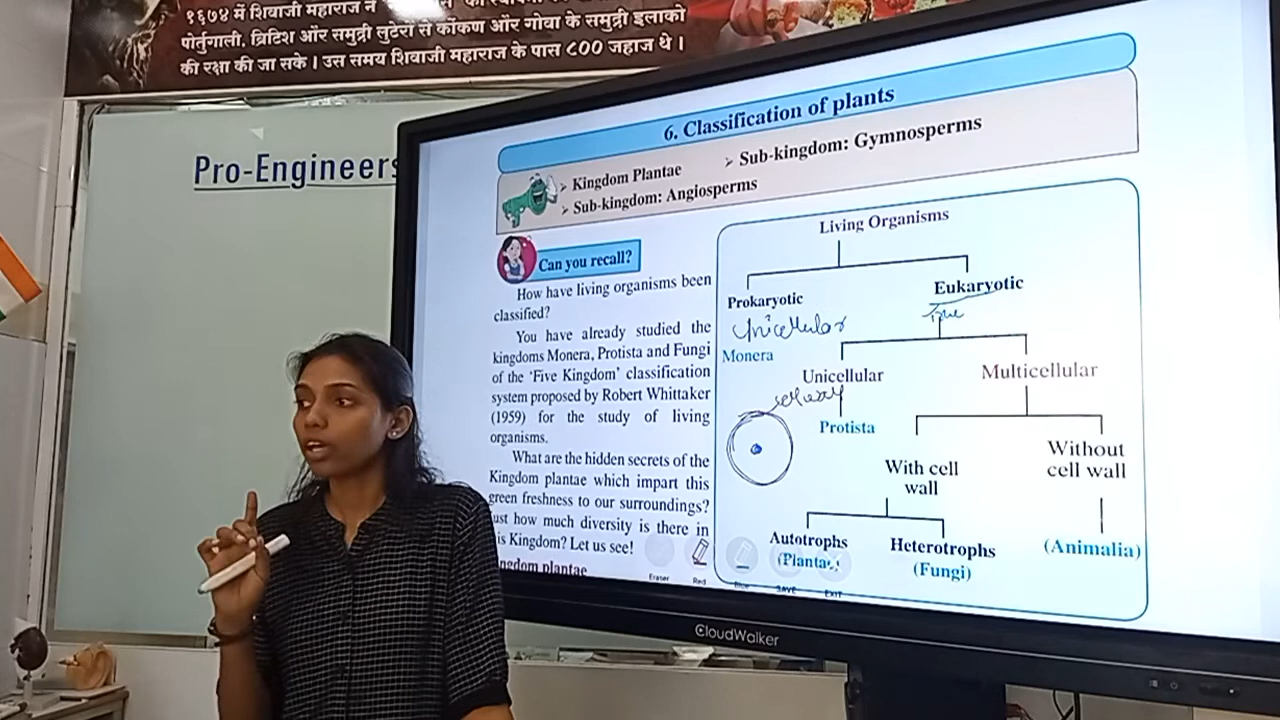 १६७४ में शिवाजी महाराज ने
पोर्तुगाली, ब्रिटिश और समुद्री लुटेरों से कोंकण और गोवा के समुद्री इलाको
की रक्षा की जा सके । उस समय शिवाजी महाराज के पास ८०० जहाज थे ।
Pro-Engineers
6. Classification of plants
➢ Kingdom Plantae
➢ Sub-kingdom: Gymnosperms
➢ Sub-kingdom: Angiosperms
Can you recall?
How have living organisms been
classified?
You have already studied the
kingdoms Monera, Protista and Fungi
of the ‘Five Kingdom’ classification
system proposed by Robert Whittaker
(1959) for the study of living
organisms.
What are the hidden secrets of the
Kingdom plantae which impart this
green freshness to our surroundings?
ust how much diversity is there in
is Kingdom? Let us see!
ngdom plantae
Living Organisms
Prokaryotic
Eukaryotic
Unicellular
True
Monera
Unicellular
Multicellular
Protista
With cell
wall
Without
cell wall
Autotrophs
(Planta
Heterotrophs
(Fungi)
(Animalia)
Eraser
Red
Blue
SAVE
EXIT
CloudWalker